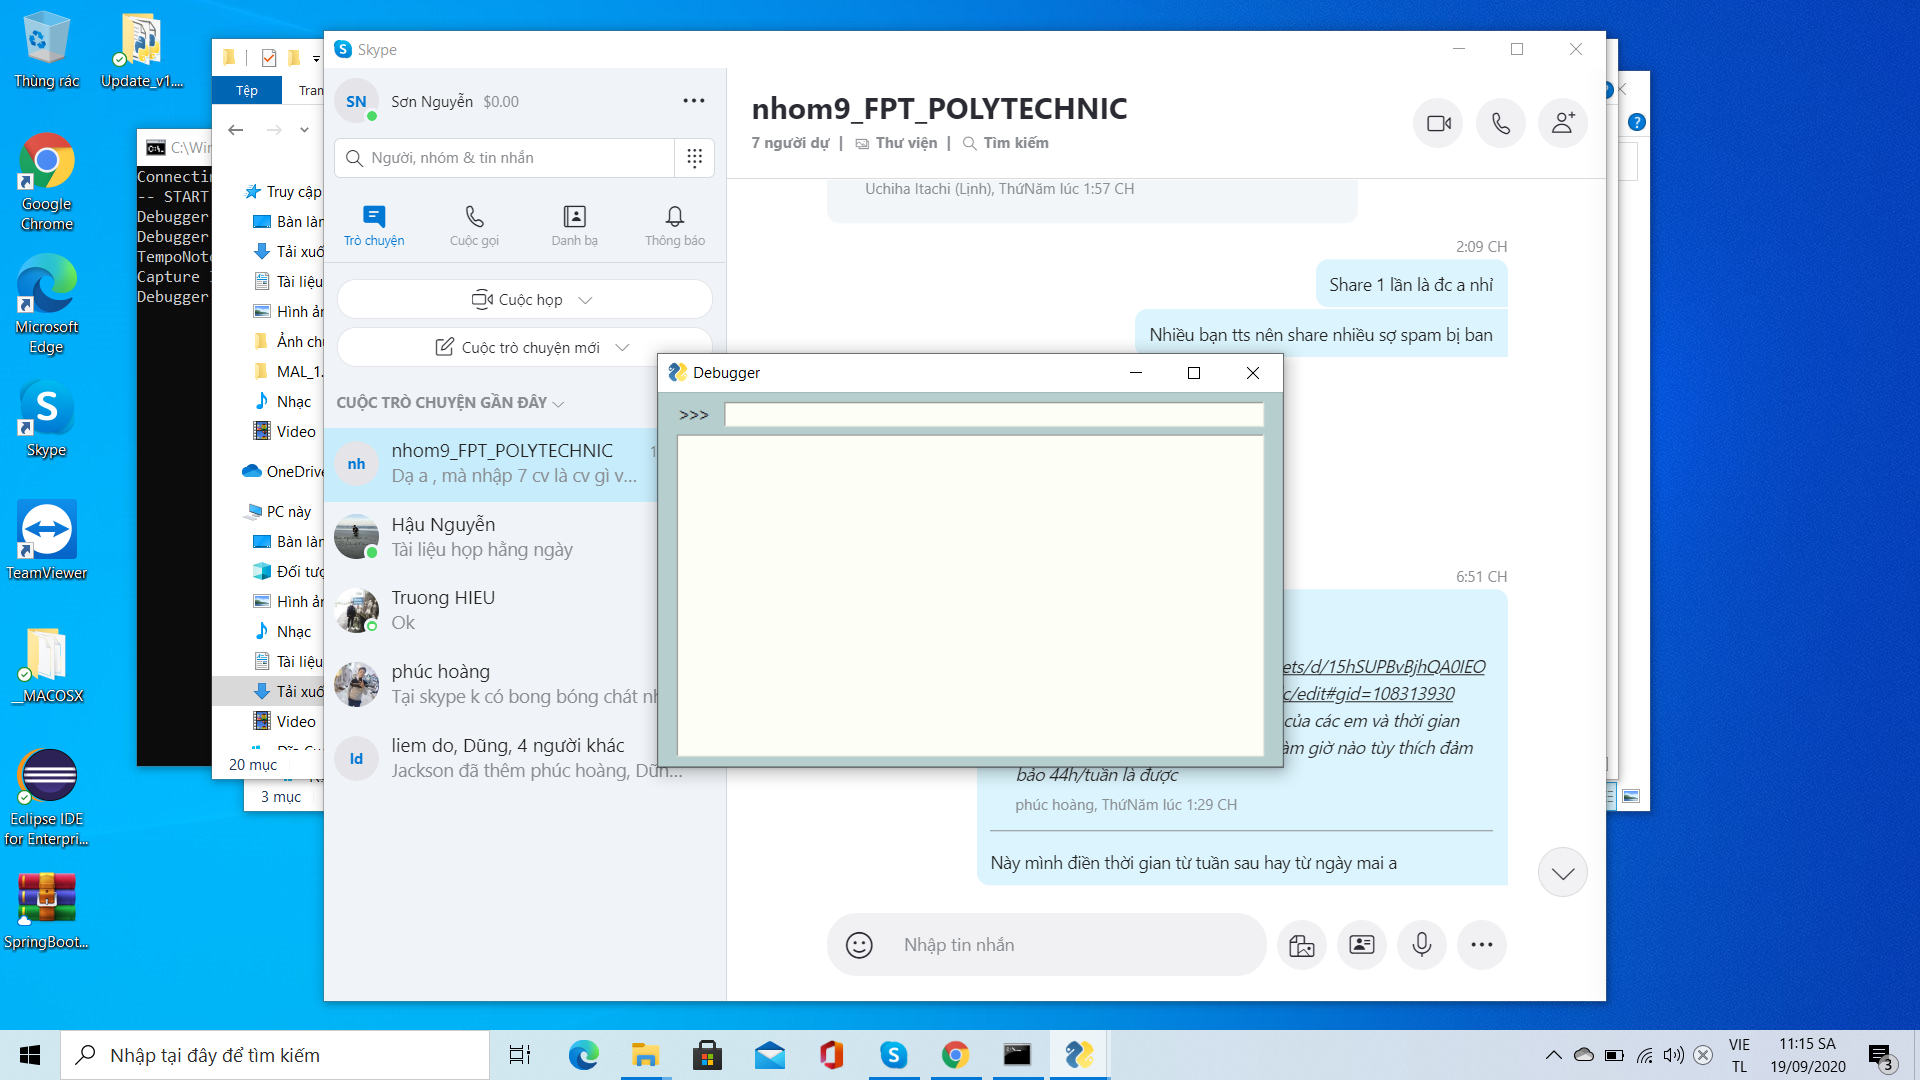 Thùng rác
Update_v1....
Google
Chrome
Microsoft
Edge
Skype
TeamViewer
__MACOSX
Eclipse IDE
for Enterpri...
SpringBoot...
C:\Wir
Connectin
-- START
Debugger
Debugger
TempoNote
Capture
Debugger
Tệp
Tran
Truy cập
Bàn làn
Tải xuố
Tài liệu
Hình ản
Ảnh chụ
MAL_1.
Nhạc
Video
OneDrive
PC này
Bàn làn
Đối tượ
Hình ản
Nhạc
Tài liệu
Tải xuố
Video
20 mục
3 mục
Skype
SN
Sơn Nguyễn $0.00
Người, nhóm & tin nhắn
Trò chuyện
Cuộc gọi
Danh bạ
Thông báo
Cuộc họp
Cuộc trò chuyện mới
CUỘC TRÒ CHUYỆN GẦN ĐÂY
nh
nhom9_FPT_POLYTECHNIC
Dạ a , mà nhập 7 cv là cv gì v...
Hậu Nguyễn
Tài liệu họp hằng ngày
Truong HIEU
Ok
phúc hoàng
Tại skype k có bong bóng chát nh
ld
liem do, Dũng, 4 người khác
Jackson đã thêm phúc hoàng, Dũn...
nhom9_FPT_POLYTECHNIC
7 người dự | Thư viện | Tìm kiếm
Uchiha Itachi (Lịnh), ThứNăm lúc 1:57 CH
2:09 CH
Share 1 lần là đc a nhỉ
Nhiều bạn tts nên share nhiều sợ spam bị ban
Debugger
>>>
6:51 CH
ets/d/15hSUPBvBjhQA0IEO
c/edit#gid=108313930
của các em và thời gian
àm giờ nào tùy thích đảm
bảo 44h/tuần là được
phúc hoàng, ThứNăm lúc 1:29 CH
Này mình điền thời gian từ tuần sau hay từ ngày mai a
Nhập tin nhắn
Nhập tại đây để tìm kiếm
VIE
TL
11:15 SA
19/09/2020
3